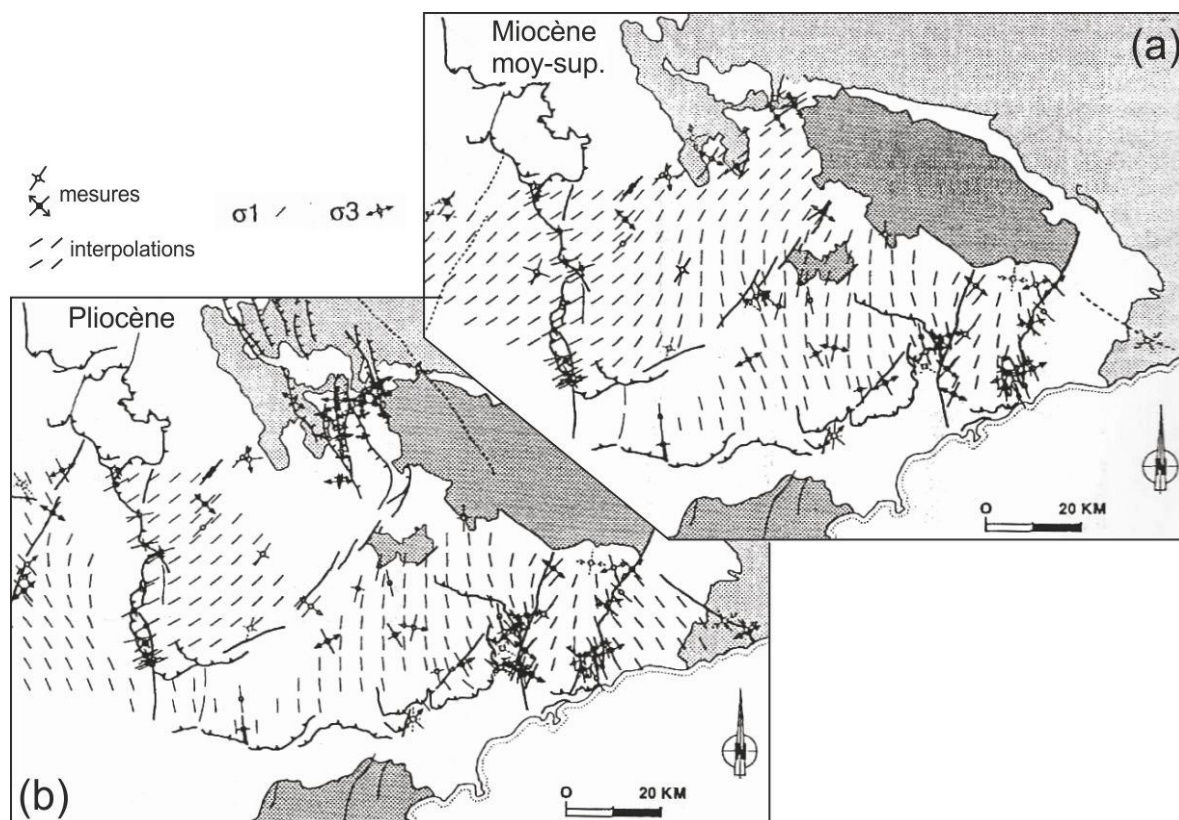 Miocène
moy-sup.
(a)
mesures
σ1
σ3
interpolations
Pliocène
N
O
20 KM
N
(b)
O
20 KM